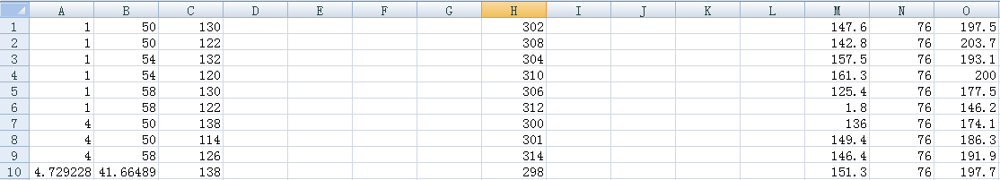 A B C D E F G H I J K L M N O
1 1 50 130 302 147.6 76 197.5
2 1 50 122 308 142.8 76 203.7
3 1 54 132 304 157.5 76 193.1
4 1 54 120 310 161.3 76 200
5 1 58 130 306 125.4 76 177.5
6 1 58 122 312 1.8 76 146.2
7 4 50 138 300 136 76 174.1
8 4 50 114 301 149.4 76 186.3
9 4 58 126 314 146.4 76 191.9
10 4.729228 41.66489 138 298 151.3 76 197.7